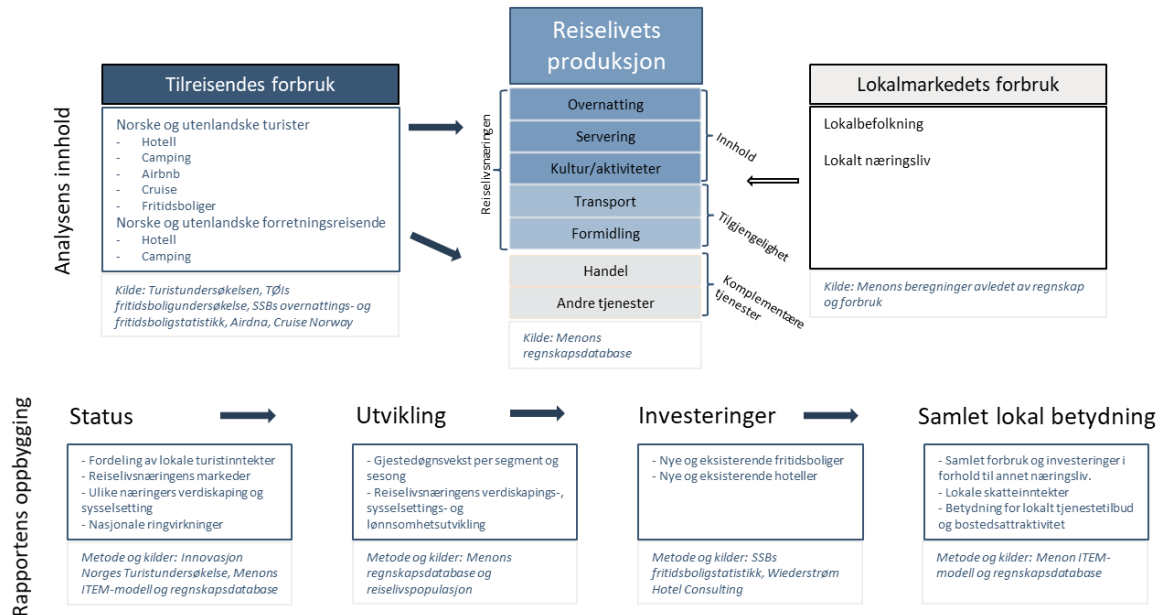 Analysens innhold
Tilreisendes forbruk
Norske og utenlandske turister
- Hotell
- Camping
- Airbnb
- Cruise
- Fritidsboliger
Norske og utenlandske forretningsreisende
- Hotell
- Camping
Kilde: Turistundersøkelsen, TØIs
fritidsboligundersøkelse, SSBs overnattings- og
fritidsboligstatistikk, Airdna, Cruise Norway
Reiselivets
produksjon
Reiselivsnæringen
Overnatting
Servering
Kultur/aktiviteter
Transport
Formidling
Handel
Andre tjenester
Innhold
Tilgjengelighet
Komplementære
tjenester
Kilde: Menons
regnskapsdatabase
Lokalmarkedets forbruk
Lokalbefolkning
Lokalt næringsliv
Kilde: Menons beregninger avledet av regnskap
og forbruk
Rapportens oppbygging
Status
- Fordeling av lokale turistinntekter
- Reiselivsnæringens markeder
- Ulike næringers verdiskaping og
sysselsetting
- Nasjonale ringvirkninger
Metode og kilder: Innovasjon
Norges Turistundersøkelse, Menons
ITEM-modell og regnskapsdatabase
Utvikling
- Gjestedøgnsvekst per segment og
sesong
- Reiselivsnæringens verdiskapings-,
sysselsettings- og
lønnsomhetsutvikling
Metode og kilder: Menons
regnskapsdatabase og
reiselivspopulasjon
Investeringer
- Nye og eksisterende fritidsboliger
- Nye og eksisterende hoteller
Metode og kilder: SSBs
fritidsboligstatistikk, Wiederstrøm
Hotel Consulting
Samlet lokal betydning
- Samlet forbruk og investeringer i
forhold til annet næringsliv.
- Lokale skatteinntekter
- Betydning for lokalt tjenestetilbud
og bostedsattraktivitet
Metode og kilder: Menon ITEM-
modell og regnskapsdatabase